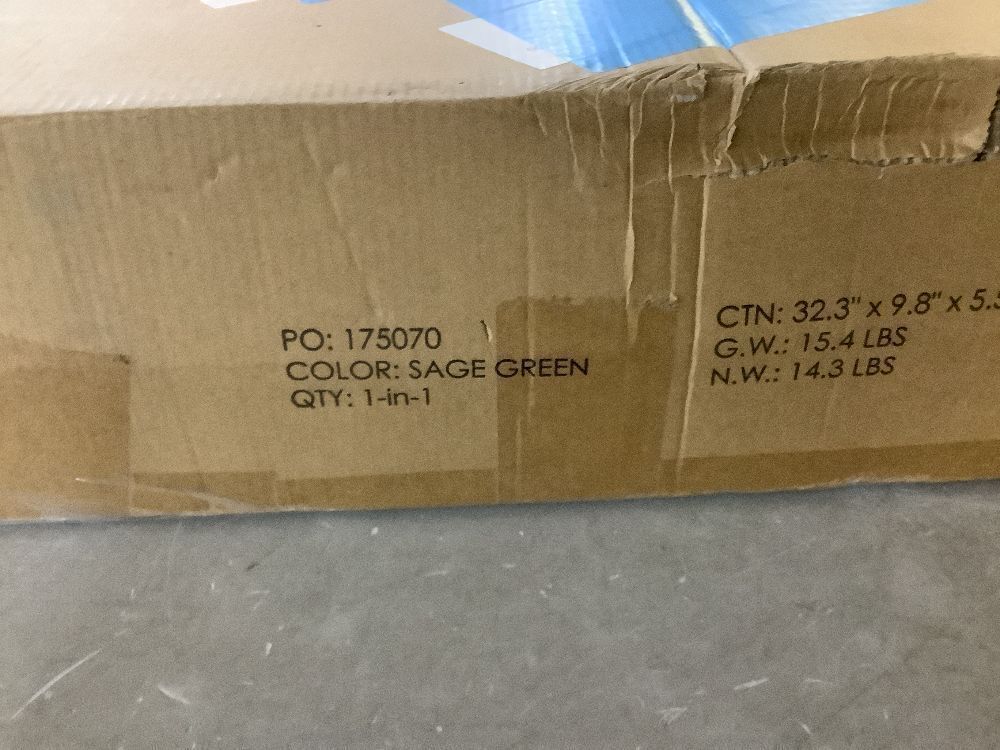 PO: 175070
COLOR: SAGE GREEN
QTY: 1-in-1
CTN: 32.3" x 9.8" x
G.W.: 15.4 LBS
N.W.: 14.3 LBS